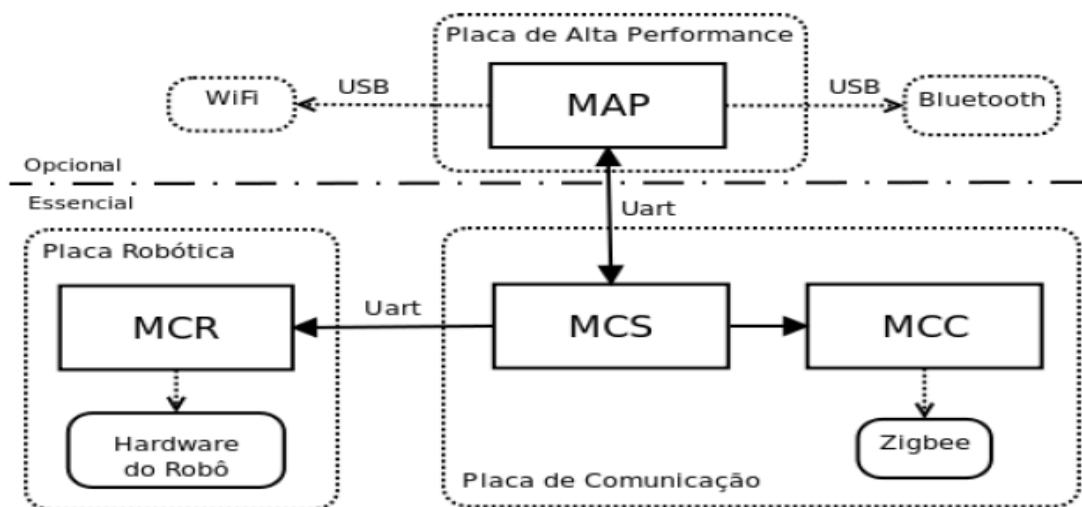 Placa de Alta Performance
WiFi
USB
MAP
USB
Bluetooth
Opcional
Essencial
Uart
Placa Robótica
MCR
Uart
MCS
MCC
Hardware
do Robô
Zigbee
Placa de Comunicação